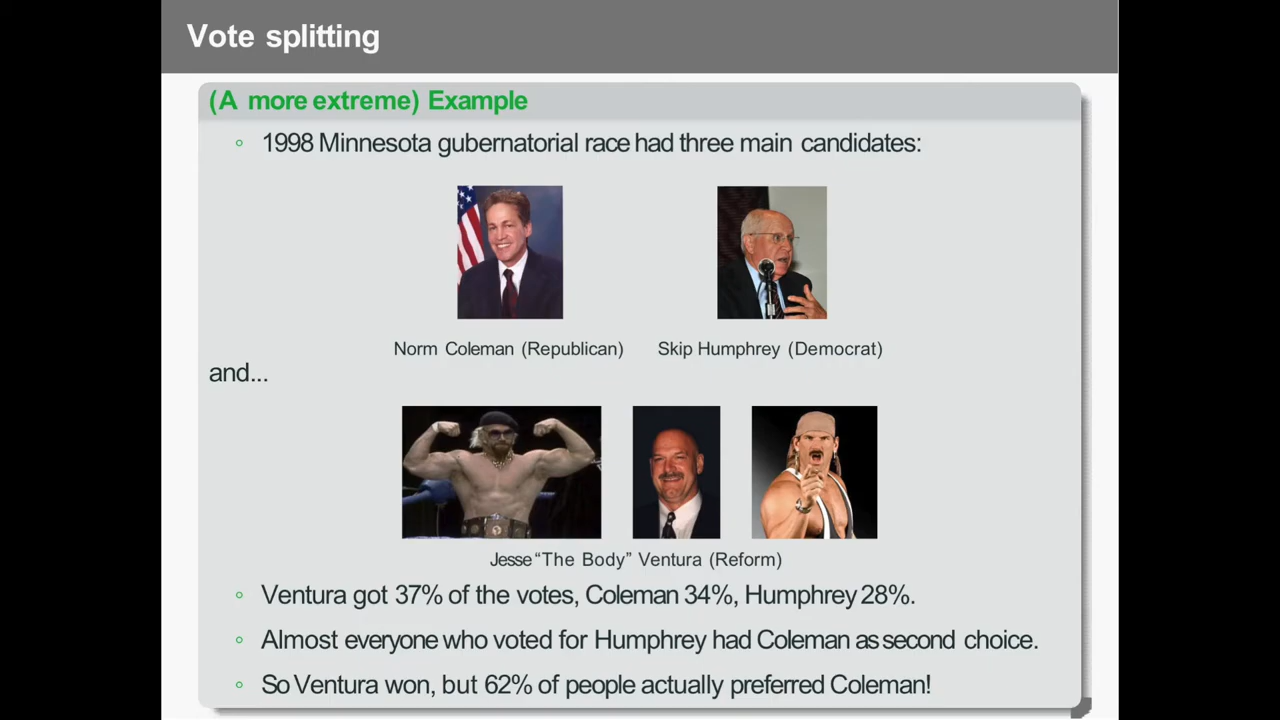 Vote splitting
(A more extreme) Example
1998 Minnesota gubernatorial race had three main candidates:
Norm Coleman (Republican) Skip Humphrey (Democrat)
and...
Jesse “The Body” Ventura (Reform)
Ventura got 37% of the votes, Coleman 34%, Humphrey 28%.
Almost everyone who voted for Humphrey had Coleman as second choice.
So Ventura won, but 62% of people actually preferred Coleman!